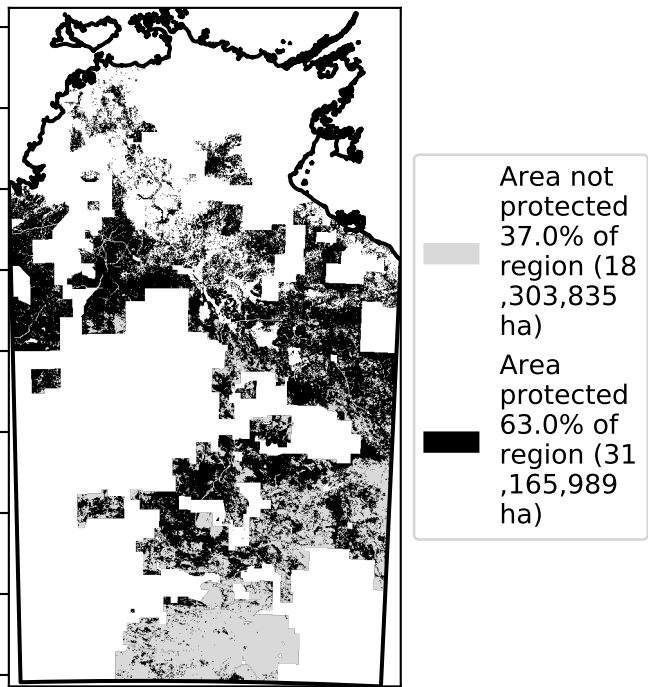 Area not
protected
37.0% of
region (18
,303,835
ha)
Area
protected
63.0% of
region (31
,165,989
ha)